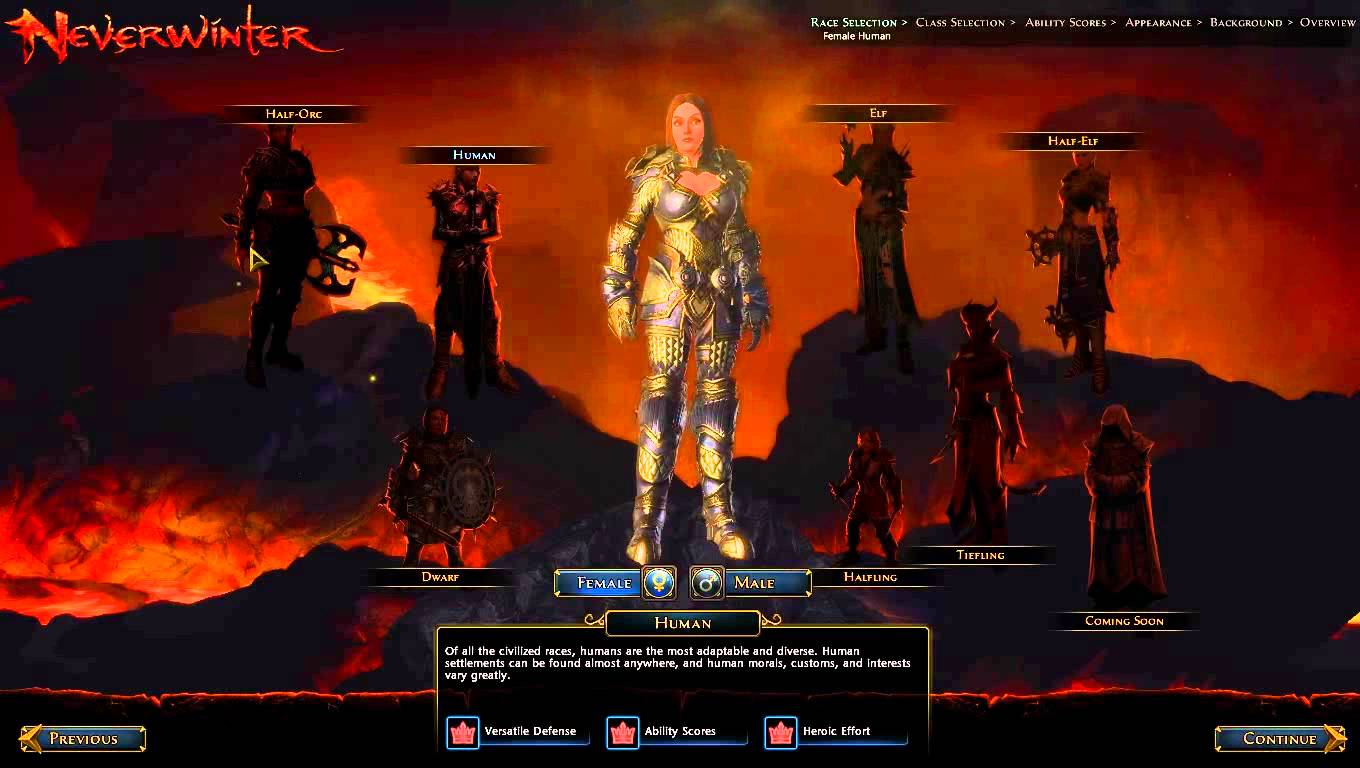 NEVERWINTER
RACE SELECTION > CLASS SELECTION > ABILITY SCORES > APPEARANCE > BACKGROUND > OVERVIEW
Female Human
HALF-ORC
HUMAN
ELF
HALF-ELF
DWARF
HALFLING
TIEFLING
COMING SOON
FEMALE
MALE
HUMAN
Of all the civilized races, humans are the most adaptable and diverse. Human
settlements can be found almost anywhere, and human morals, customs, and interests
vary greatly.
Versatile Defense
Ability Scores
Heroic Effort
PREVIOUS
CONTINUE